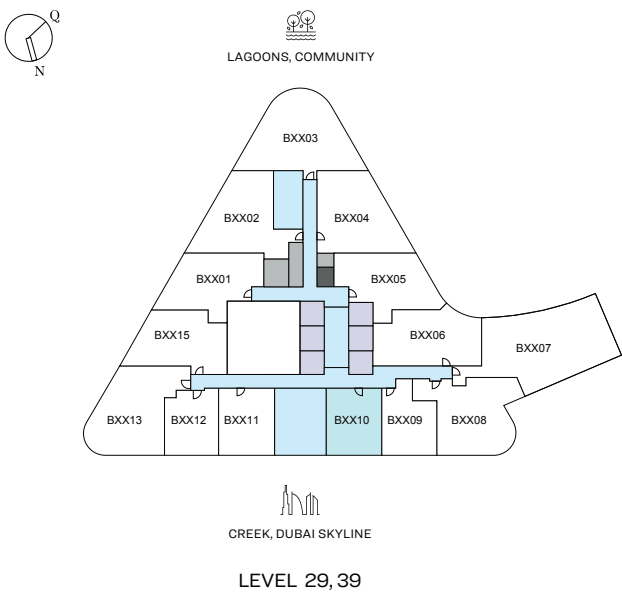 Q
N
LAGOONS, COMMUNITY
BXX03
BXX02 BXX04
BXX01 BXX05
BXX15 BXX06 BXX07
BXX13 BXX12 BXX11 BXX10 BXX09 BXX08
CREEK, DUBAI SKYLINE
LEVEL 29, 39